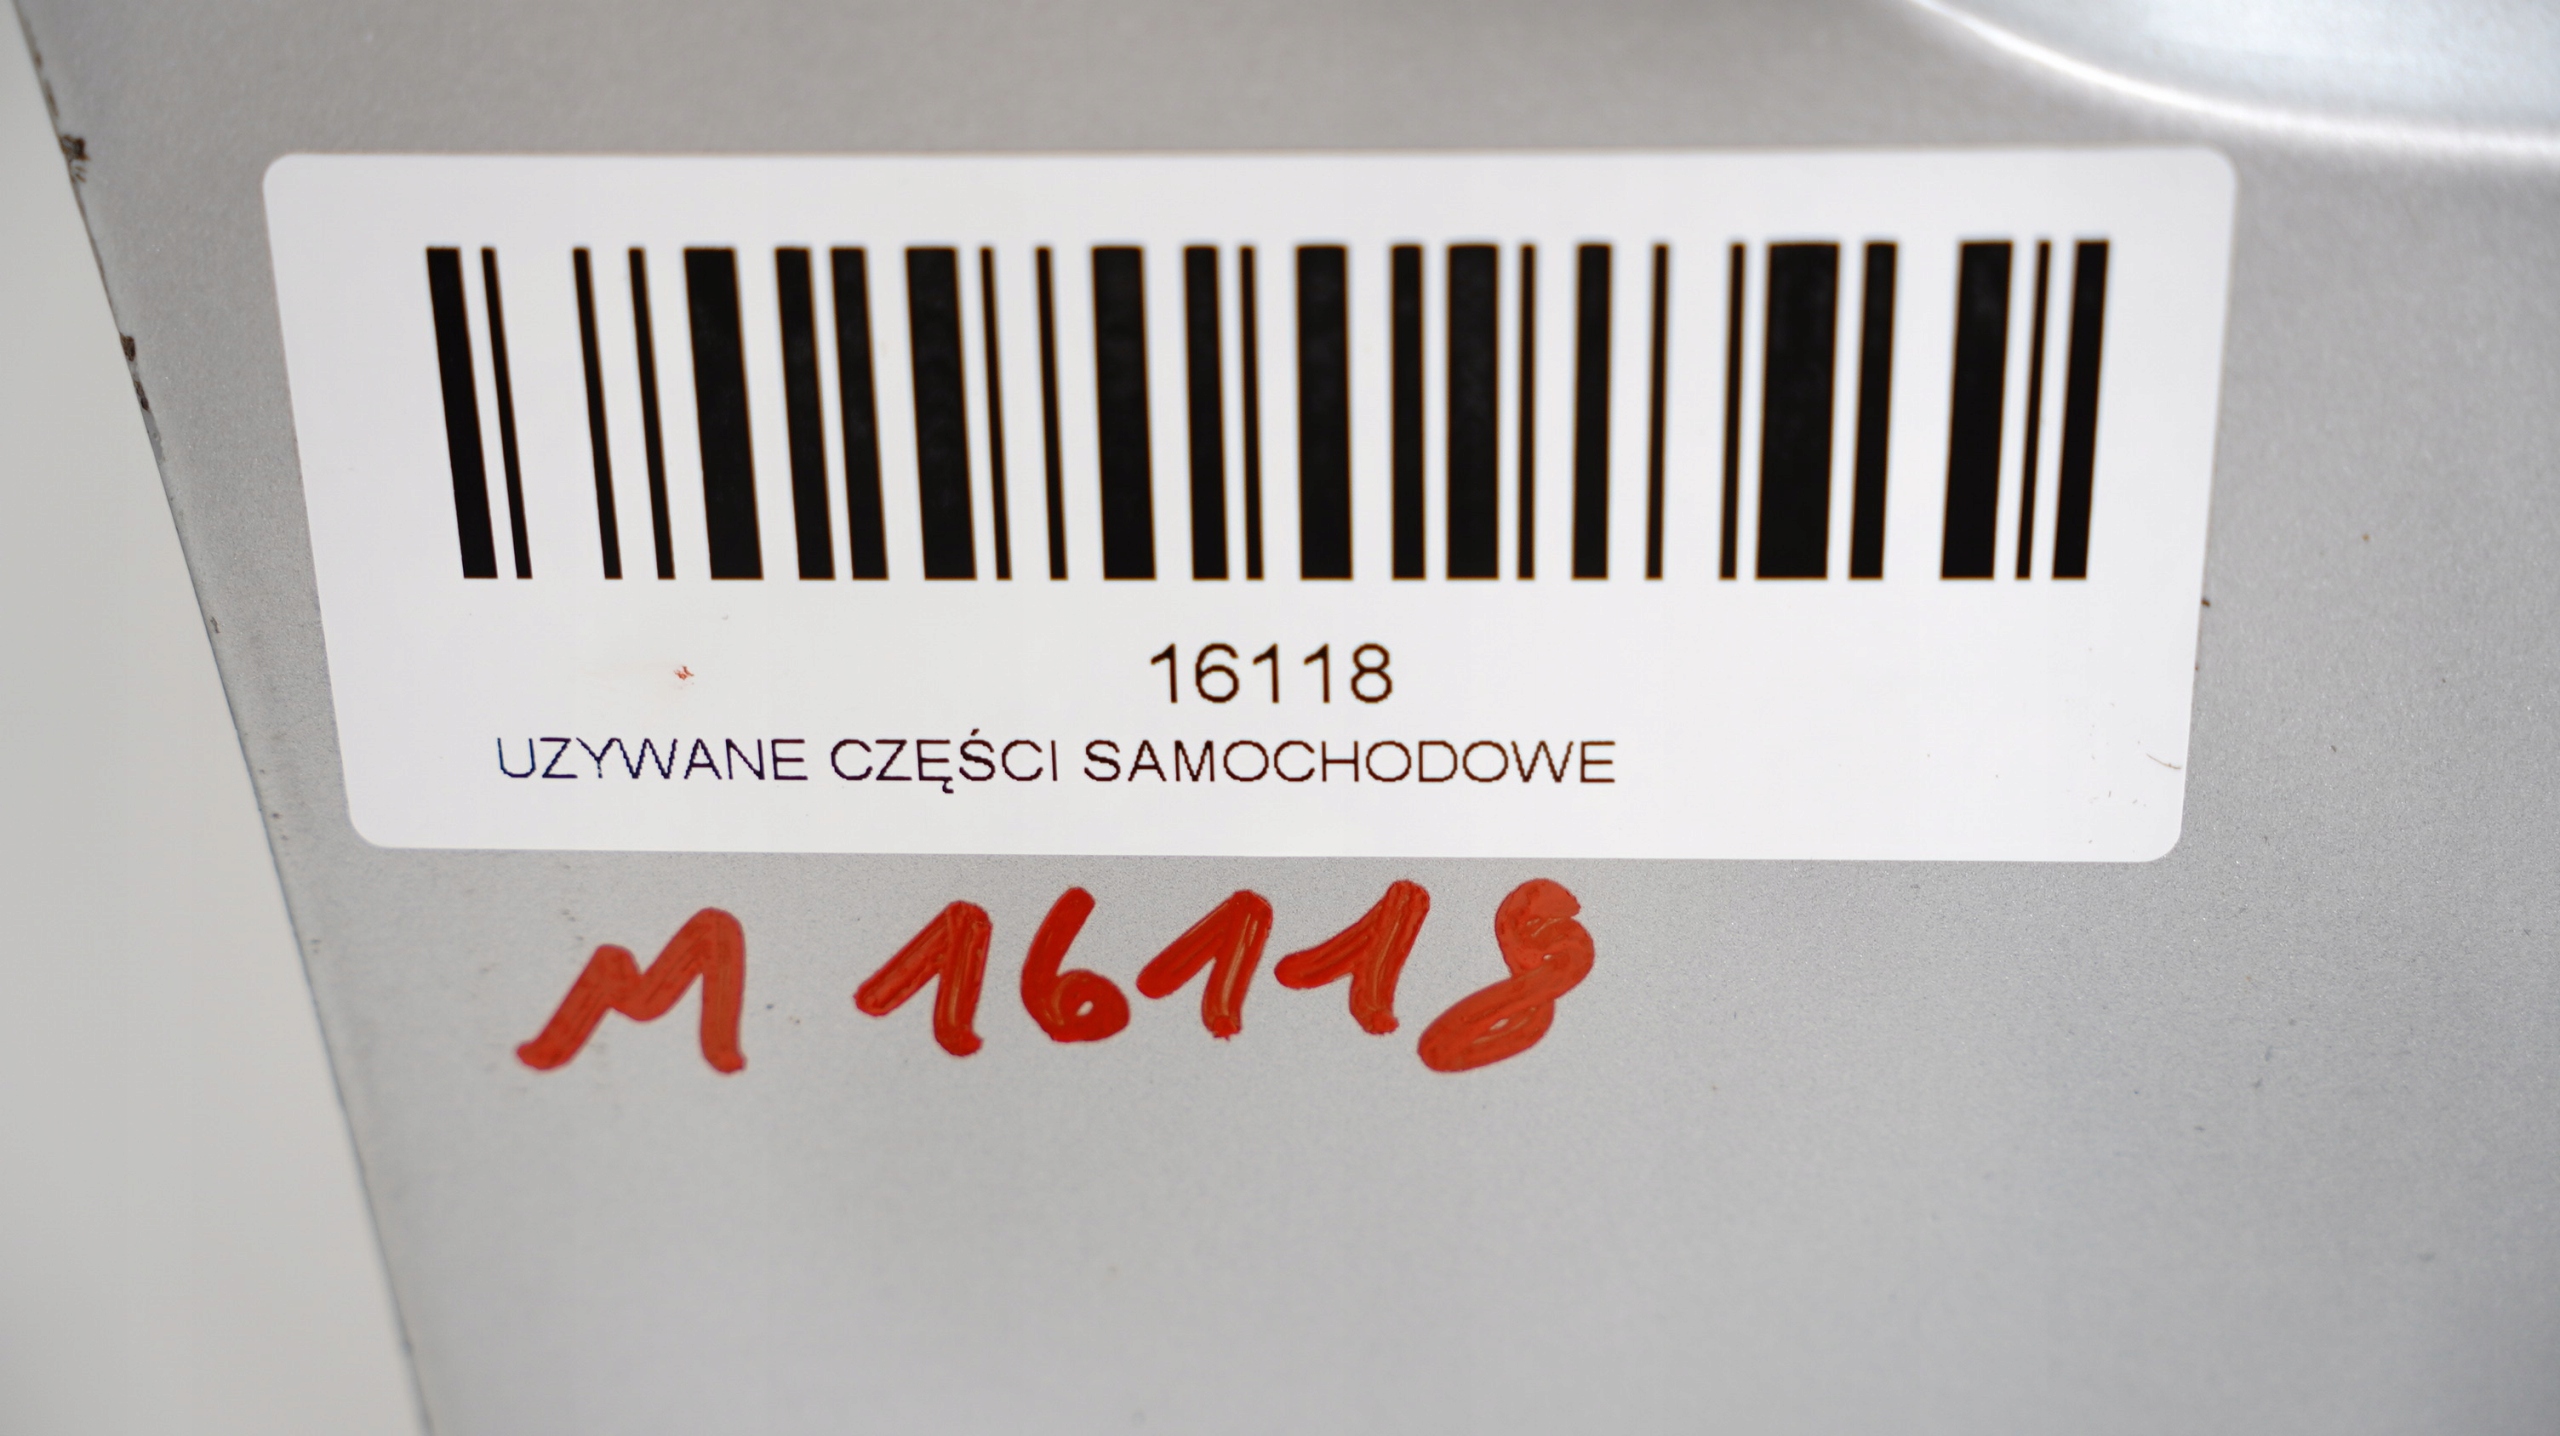 16118
UZYWANE CZĘŚCI SAMOCHODOWE
M 16118